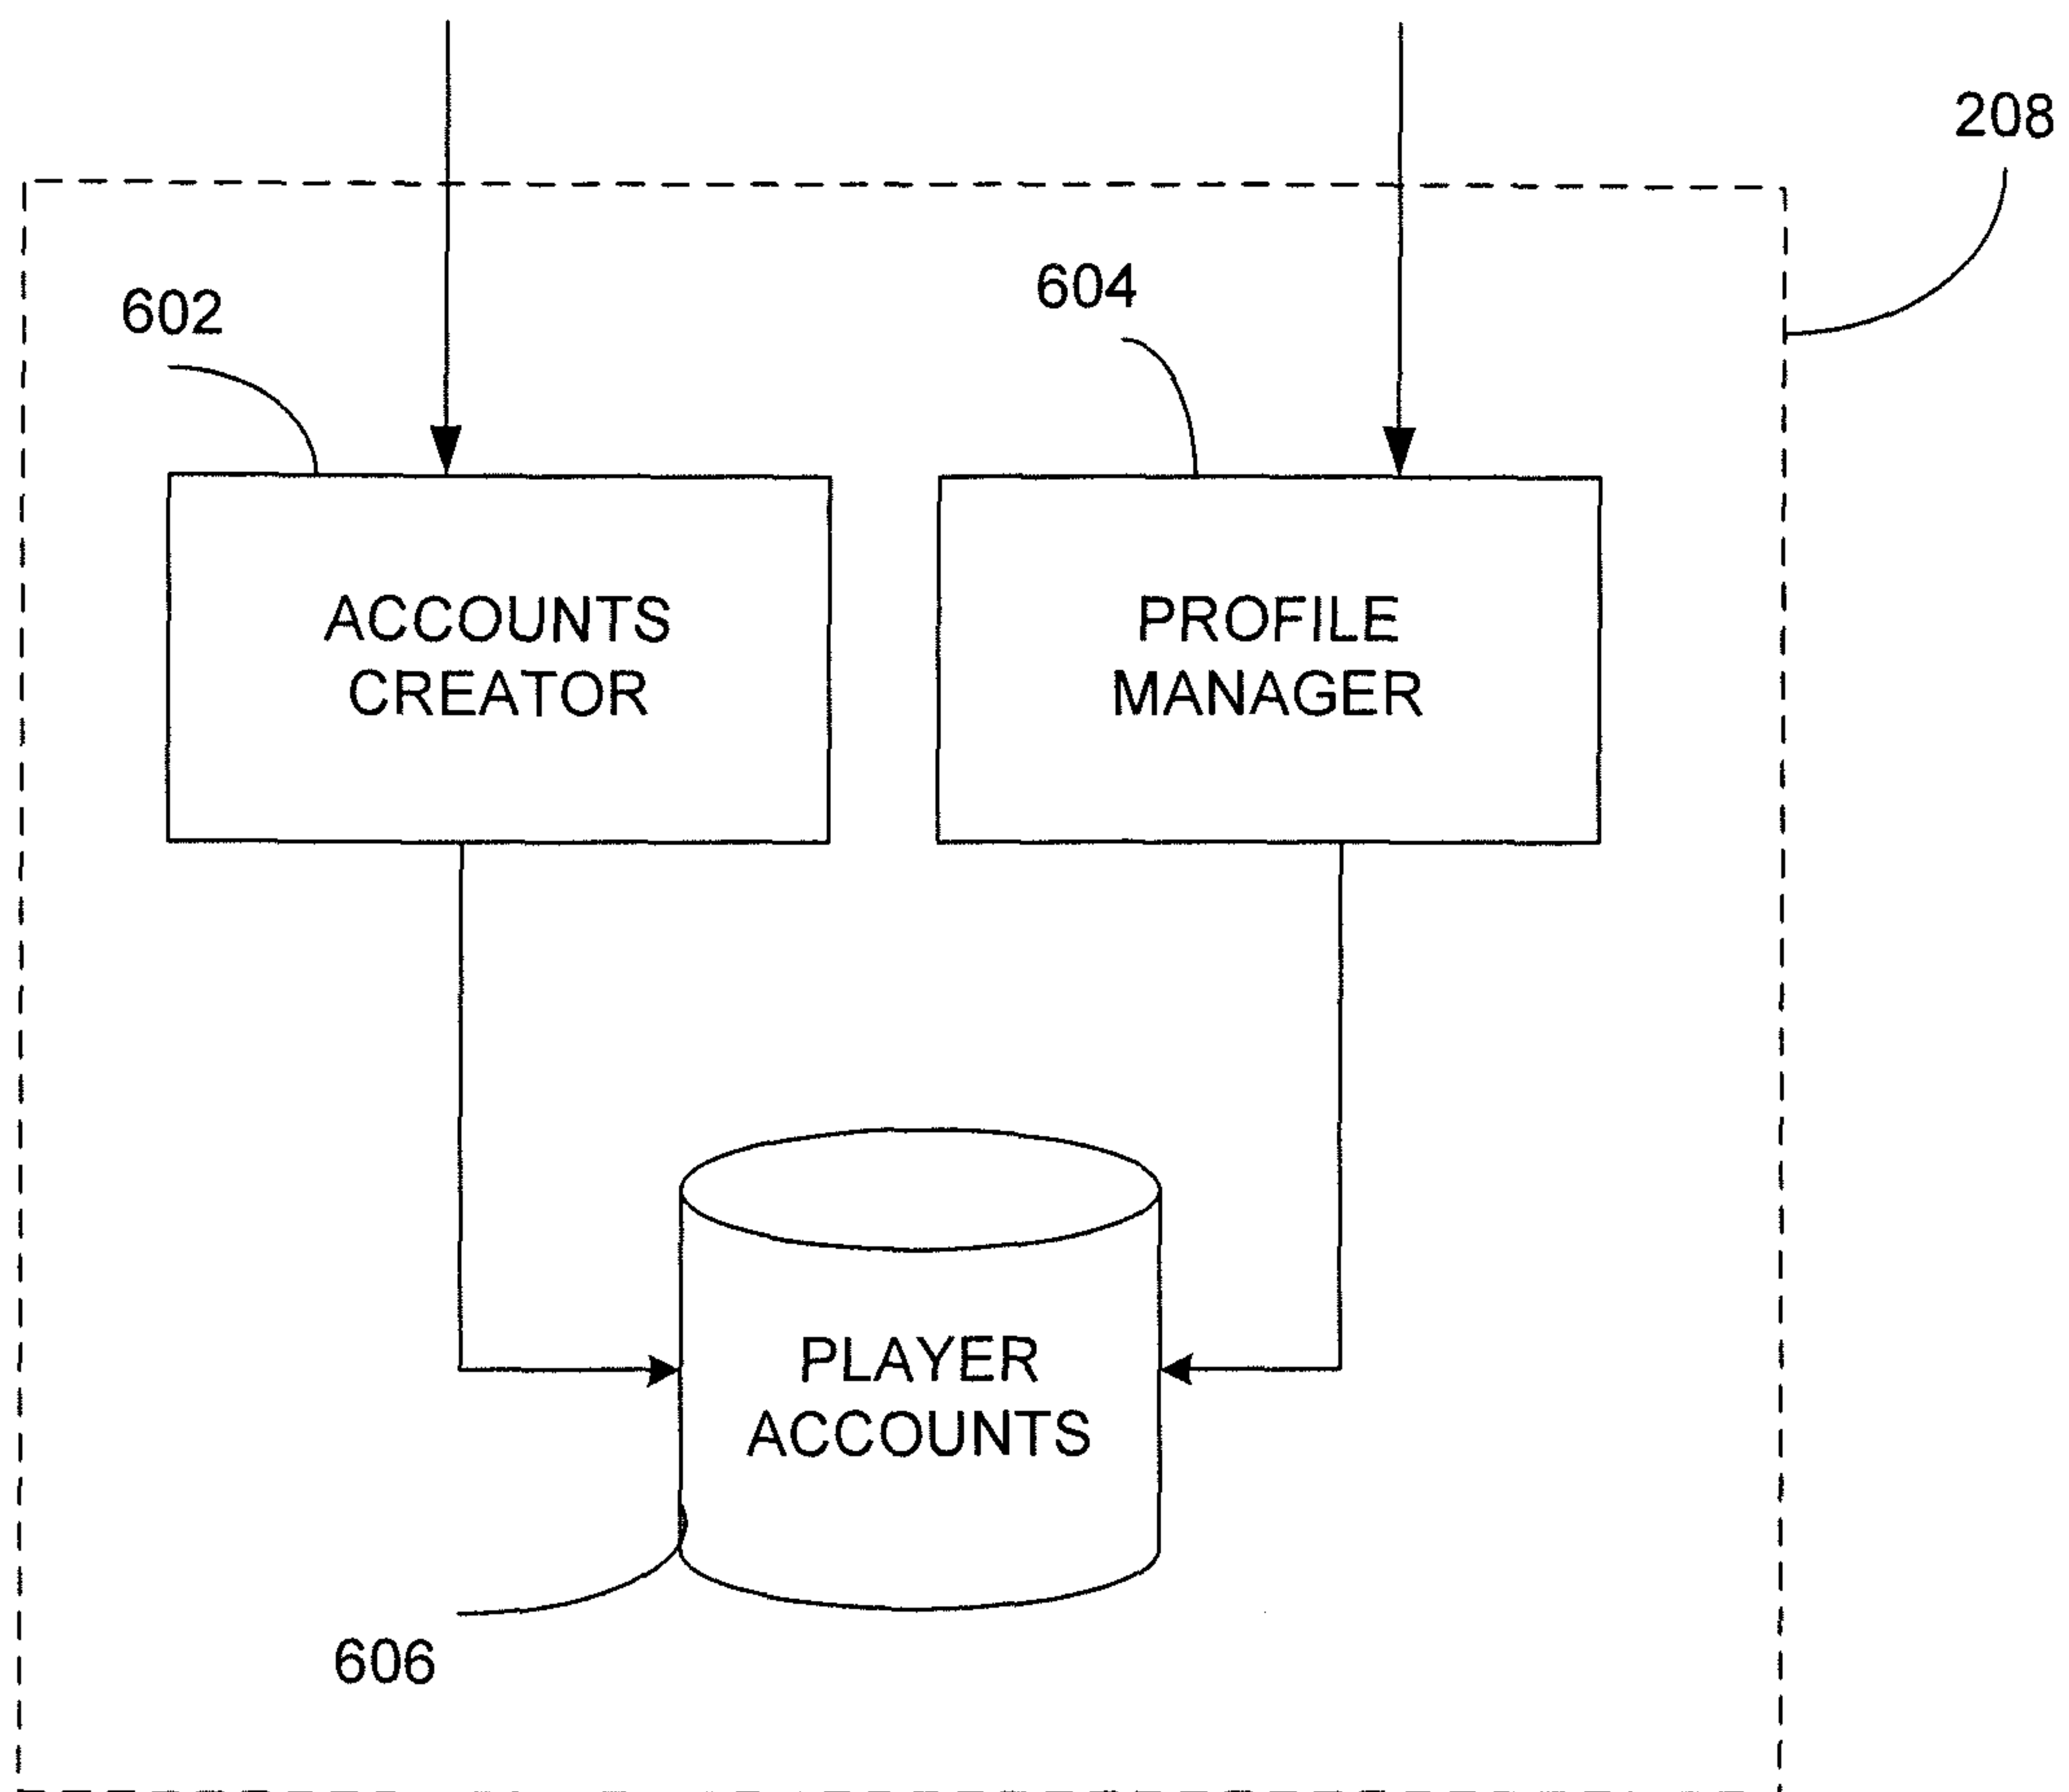 208
602
604
ACCOUNTS
CREATOR
PROFILE
MANAGER
PLAYER
ACCOUNTS
606